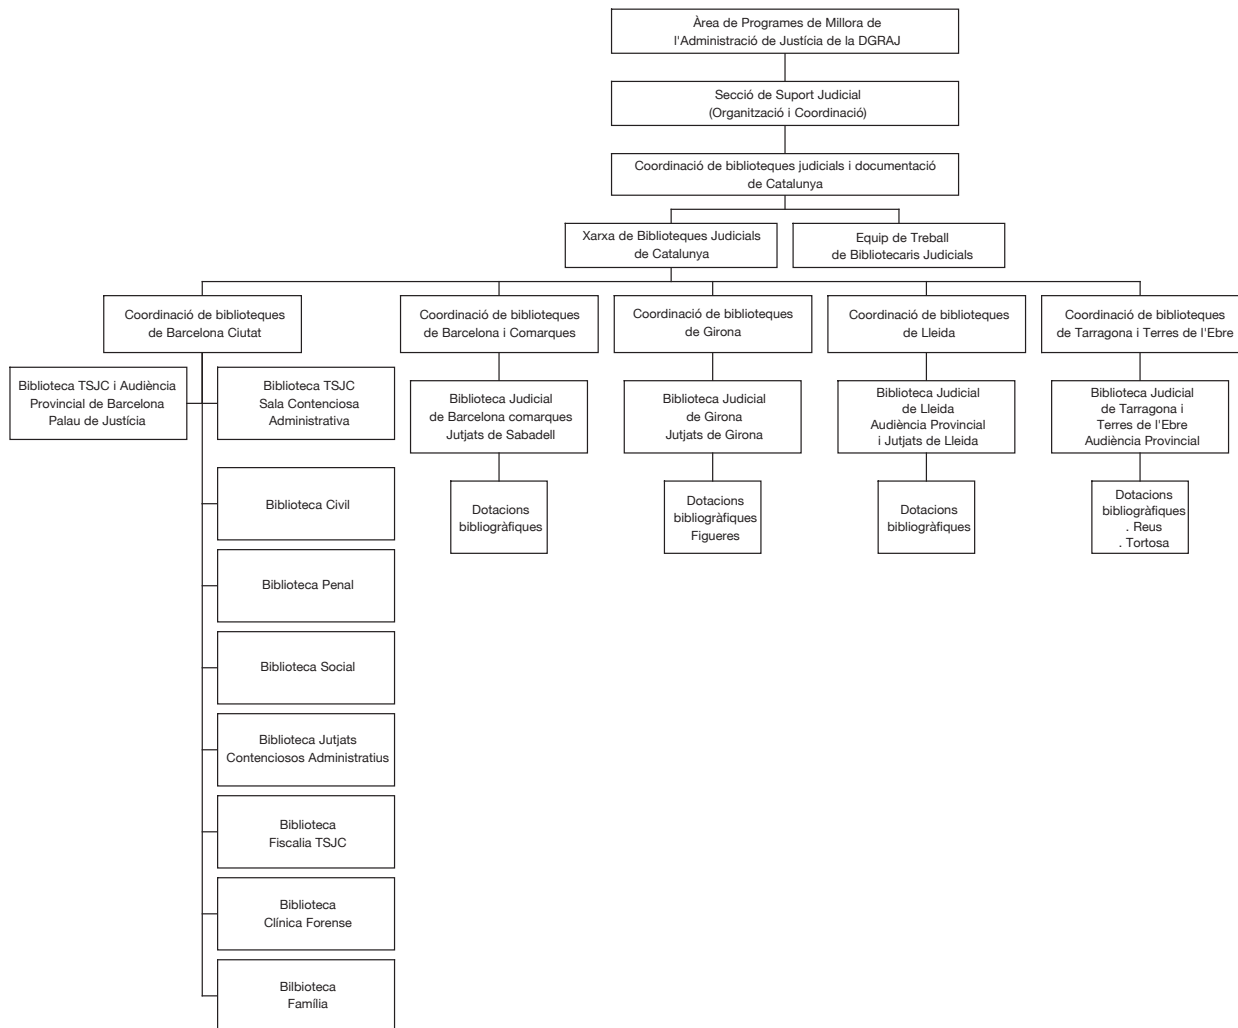 Àrea de Programes de Millora de
l'Administració de Justícia de la DGRAJ
Secció de Suport Judicial
(Organització i Coordinació)
Coordinació de biblioteques judicials i documentació
de Catalunya
Xarxa de Biblioteques Judicials
de Catalunya
Equip de Treball
de Bibliotecaris Judicials
Coordinació de biblioteques
de Barcelona Ciutat
Coordinació de biblioteques
de Barcelona i Comarques
Coordinació de biblioteques
de Girona
Coordinació de biblioteques
de Lleida
Coordinació de biblioteques
de Tarragona i Terres de l'Ebre
Biblioteca TSJC i Audiència
Provincial de Barcelona
Palau de Justícia
Biblioteca TSJC
Sala Contenciosa
Administrativa
Biblioteca Judicial
de Barcelona comarques
Jutjats de Sabadell
Biblioteca Judicial
de Girona
Jutjats de Girona
Biblioteca Judicial
de Lleida
Audiència Provincial
i Jutjats de Lleida
Biblioteca Judicial
de Tarragona i
Terres de l'Ebre
Audiència Provincial
Biblioteca Civil
Dotacions
bibliogràfiques
Dotacions
bibliogràfiques
Figueres
Dotacions
bibliogràfiques
Dotacions
bibliogràfiques
. Reus
. Tortosa
Biblioteca Penal
Biblioteca Social
Biblioteca Jutjats
Contenciosos Administratius
Biblioteca
Fiscalia TSJC
Biblioteca
Clínica Forense
Bilbioteca
Família